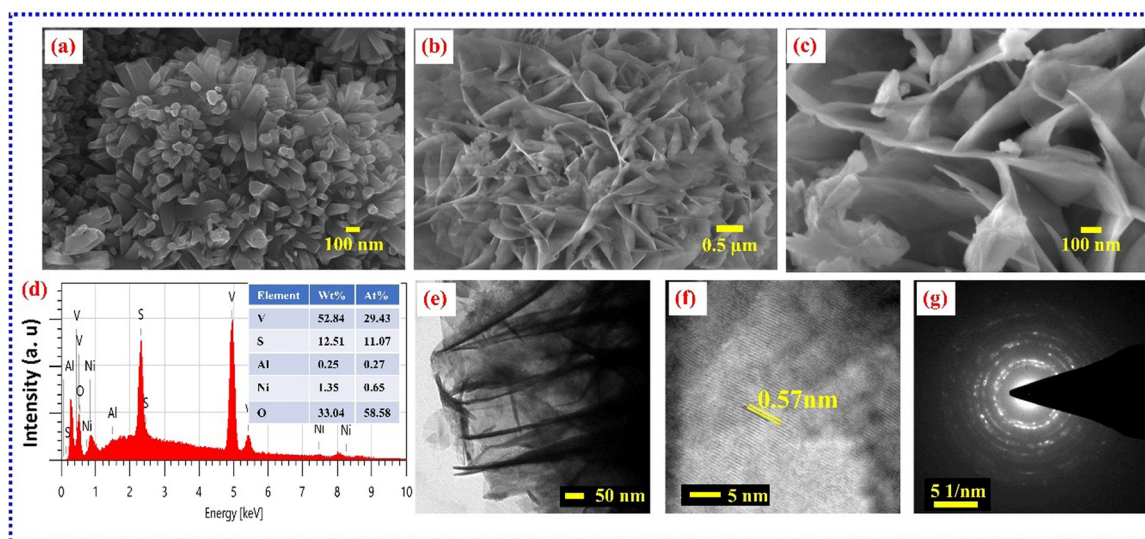 (a)
100 nm
(b)
0.5 µm
(c)
100 nm
(d)
Intensity (a. u)
Energy [keV]
0 1 2 3 4 5 6 7 8 9 10
V
V
Al
Ni
O
S
Ni
Al
S
S
V
Ni
Ni
Element Wt% At%
V 52.84 29.43
S 12.51 11.07
Al 0.25 0.27
Ni 1.35 0.65
O 33.04 58.58
(e)
50 nm
(f)
0.57nm
5 nm
(g)
5 1/nm